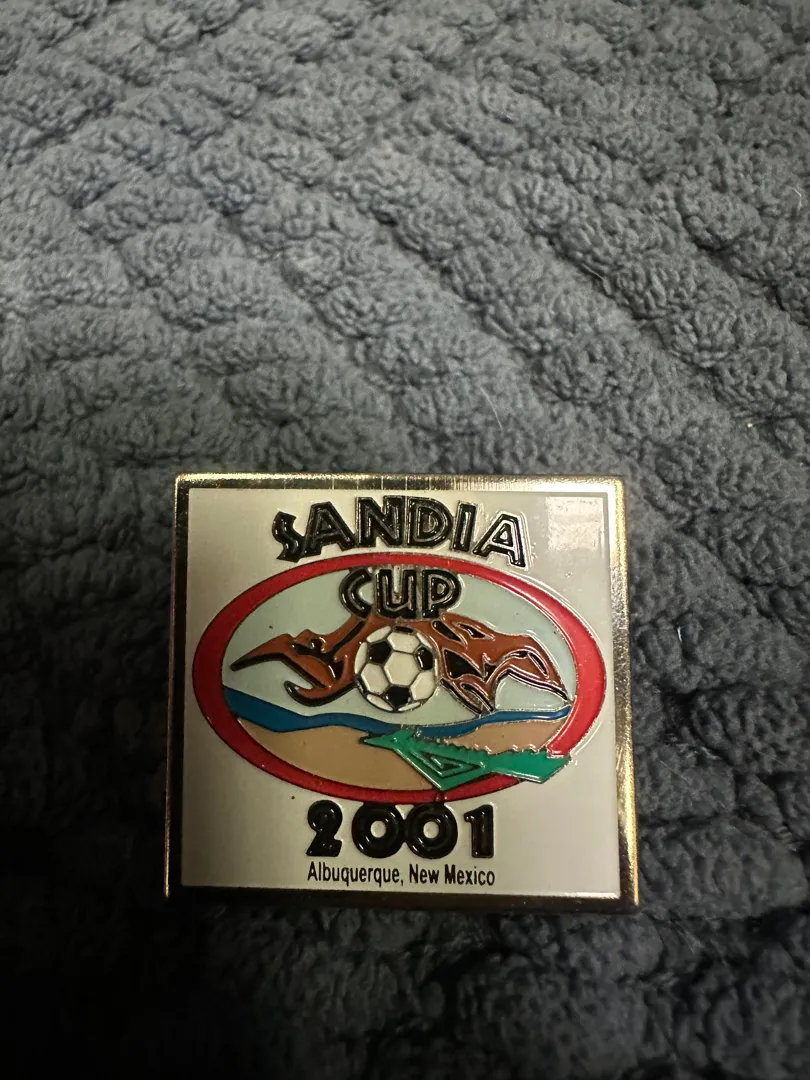 SANDIA
CUP
2001
Albuquerque, New Mexico